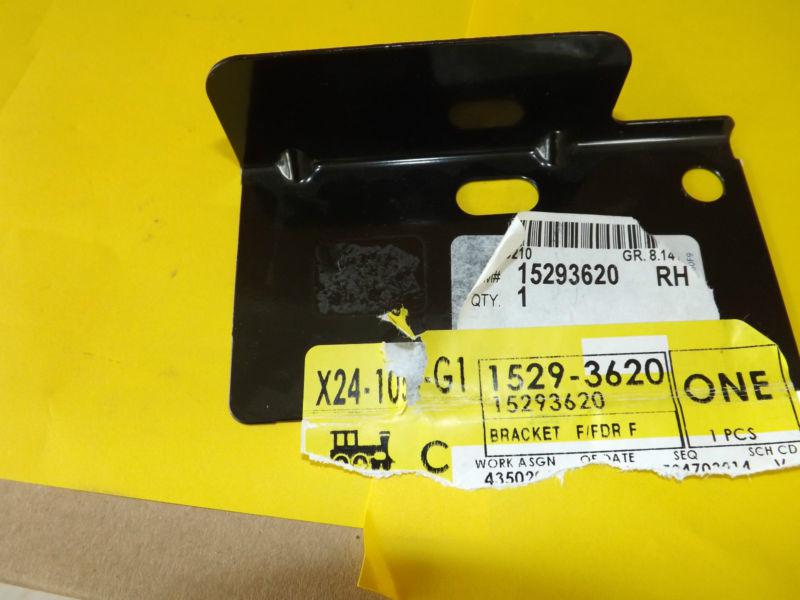 GR. 8.14
15293620 RH
QTY. 1
X24-10 -G1
1529-3620
15293620
ONE
BRACKET F/FDR F
1 PCS
C
WORK ASGN DATE SEQ SCH CD